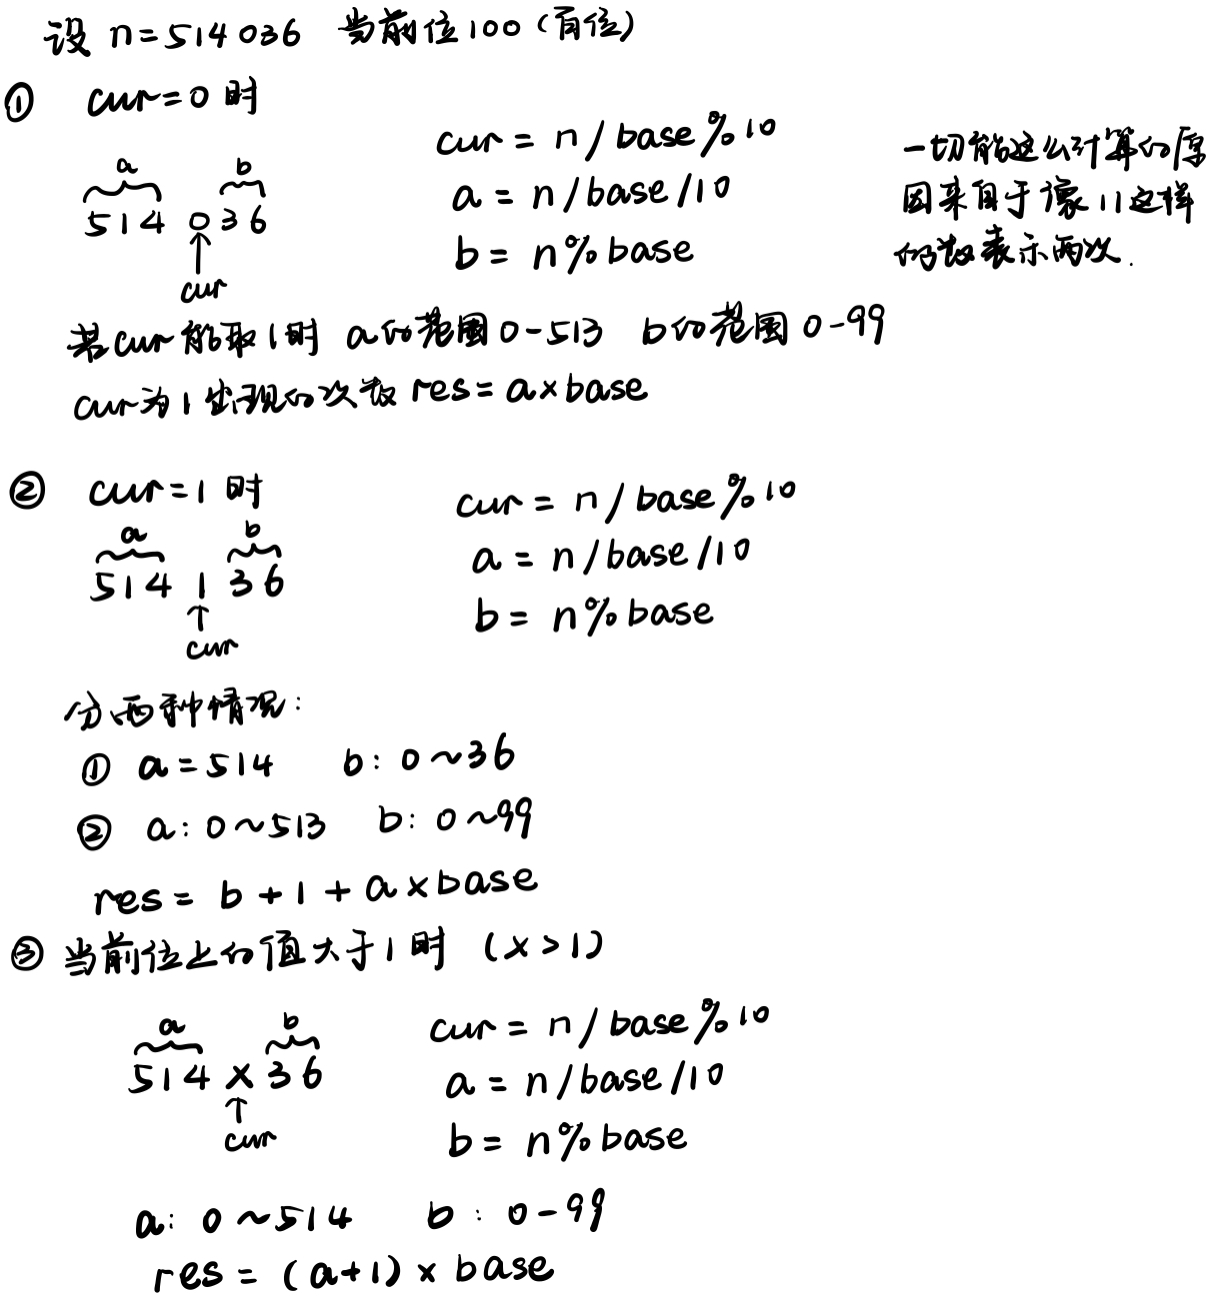 设 n=514036 当前位100（百位）
① cur=0 时
a b
514 0 36
cur
cur = n / base % 10
a = n/base/10
b = n%base
一切能这么计算的原
因来自于像11这样
的数表示两次.
若cur能取1时 a的范围0-513 b的范围0-99
cur为1出现的次数 res= a×base
② cur=1 时
a b
514 1 36
cur
cur = n / base % 10
a = n/base/10
b = n%base
分两种情况:
① a=514 b: 0~36
② a: 0~513 b: 0~99
res= b+1+a×base
③ 当前位上的值大于1时 (x>1)
a b
514 x 36
cur
cur = n / base % 10
a = n/base/10
b = n%base
a: 0~514 b: 0-99
res = (a+1) × base